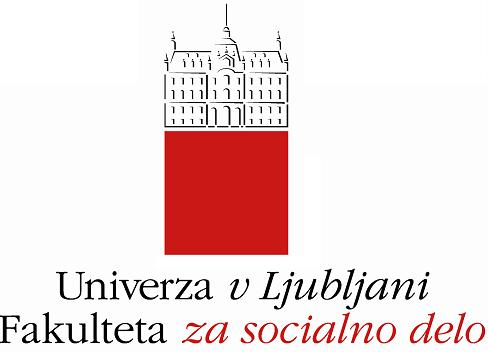 Univerza v Ljubljani
Fakulteta za socialno delo